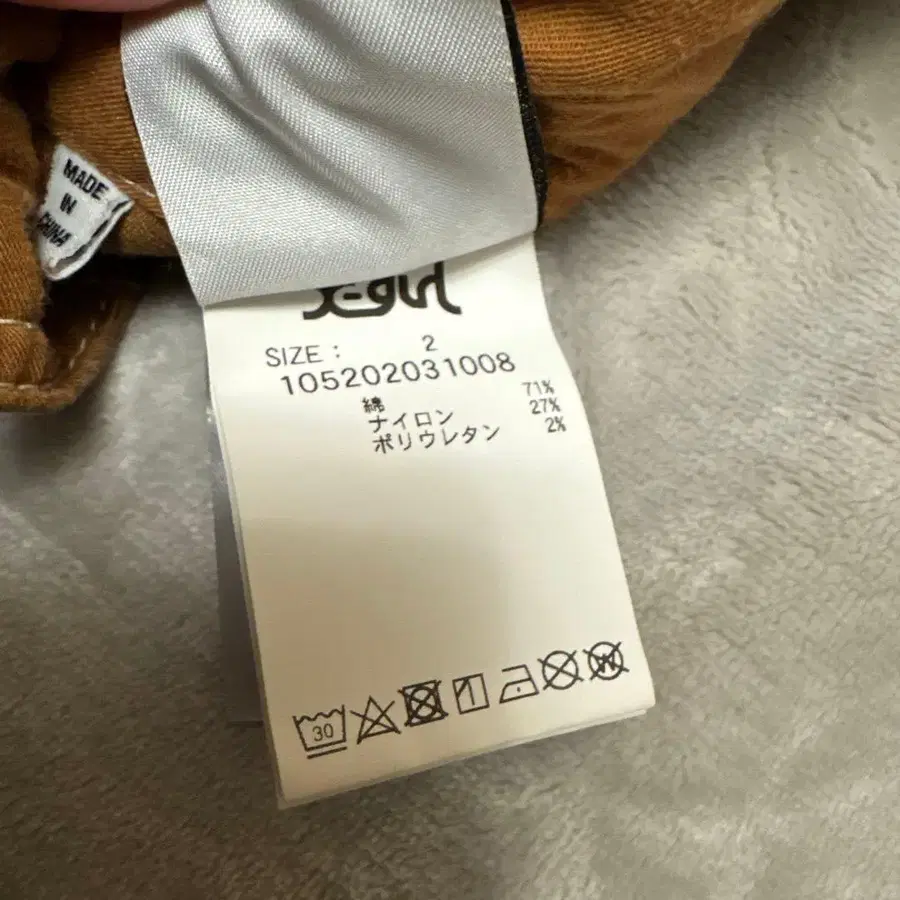 MADE
IN
CHINA
X-girl
SIZE : 2
105202031008
綿 71%
ナイロン 27%
ポリウレタン 2%
30
W